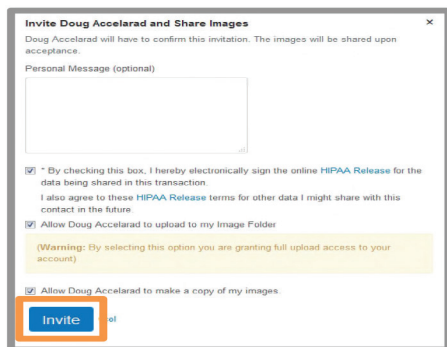 Invite Doug Accelarad and Share Images ×
Doug Accelarad will have to confirm this invitation. The images will be shared upon
acceptance.
Personal Message (optional)
* By checking this box, I hereby electronically sign the online HIPAA Release for the
data being shared in this transaction.
I also agree to these HIPAA Release terms for other data I might share with this
contact in the future.
Allow Doug Accelarad to upload to my Image Folder
(Warning: By selecting this option you are granting full upload access to your
account)
Allow Doug Accelarad to make a copy of my images
Invite